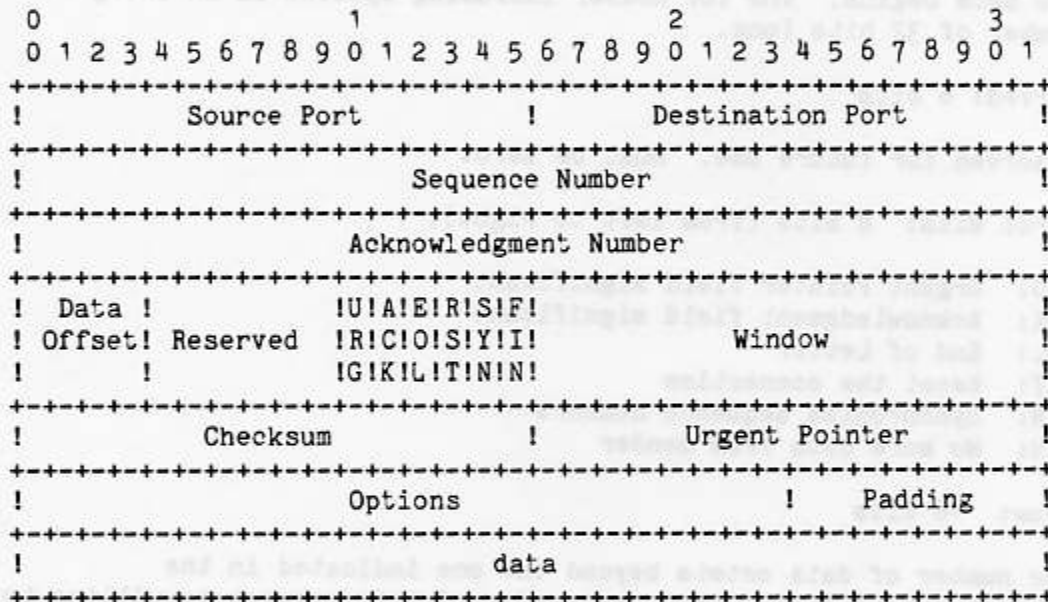 0                   1                   2                   3
0 1 2 3 4 5 6 7 8 9 0 1 2 3 4 5 6 7 8 9 0 1 2 3 4 5 6 7 8 9 0 1
+-+-+-+-+-+-+-+-+-+-+-+-+-+-+-+-+-+-+-+-+-+-+-+-+-+-+-+-+-+-+-+-+
!          Source Port          !       Destination Port        !
+-+-+-+-+-+-+-+-+-+-+-+-+-+-+-+-+-+-+-+-+-+-+-+-+-+-+-+-+-+-+-+-+
!                        Sequence Number                        !
+-+-+-+-+-+-+-+-+-+-+-+-+-+-+-+-+-+-+-+-+-+-+-+-+-+-+-+-+-+-+-+-+
!                    Acknowledgment Number                      !
+-+-+-+-+-+-+-+-+-+-+-+-+-+-+-+-+-+-+-+-+-+-+-+-+-+-+-+-+-+-+-+-+
!  Data !           !U!A!E!R!S!F!                               !
! Offset! Reserved  !R!C!O!S!Y!I!            Window             !
!       !           !G!K!L!T!N!N!                               !
+-+-+-+-+-+-+-+-+-+-+-+-+-+-+-+-+-+-+-+-+-+-+-+-+-+-+-+-+-+-+-+-+
!           Checksum            !         Urgent Pointer        !
+-+-+-+-+-+-+-+-+-+-+-+-+-+-+-+-+-+-+-+-+-+-+-+-+-+-+-+-+-+-+-+-+
!                    Options                    !    Padding    !
+-+-+-+-+-+-+-+-+-+-+-+-+-+-+-+-+-+-+-+-+-+-+-+-+-+-+-+-+-+-+-+-+
!                             data                              !
+-+-+-+-+-+-+-+-+-+-+-+-+-+-+-+-+-+-+-+-+-+-+-+-+-+-+-+-+-+-+-+-+